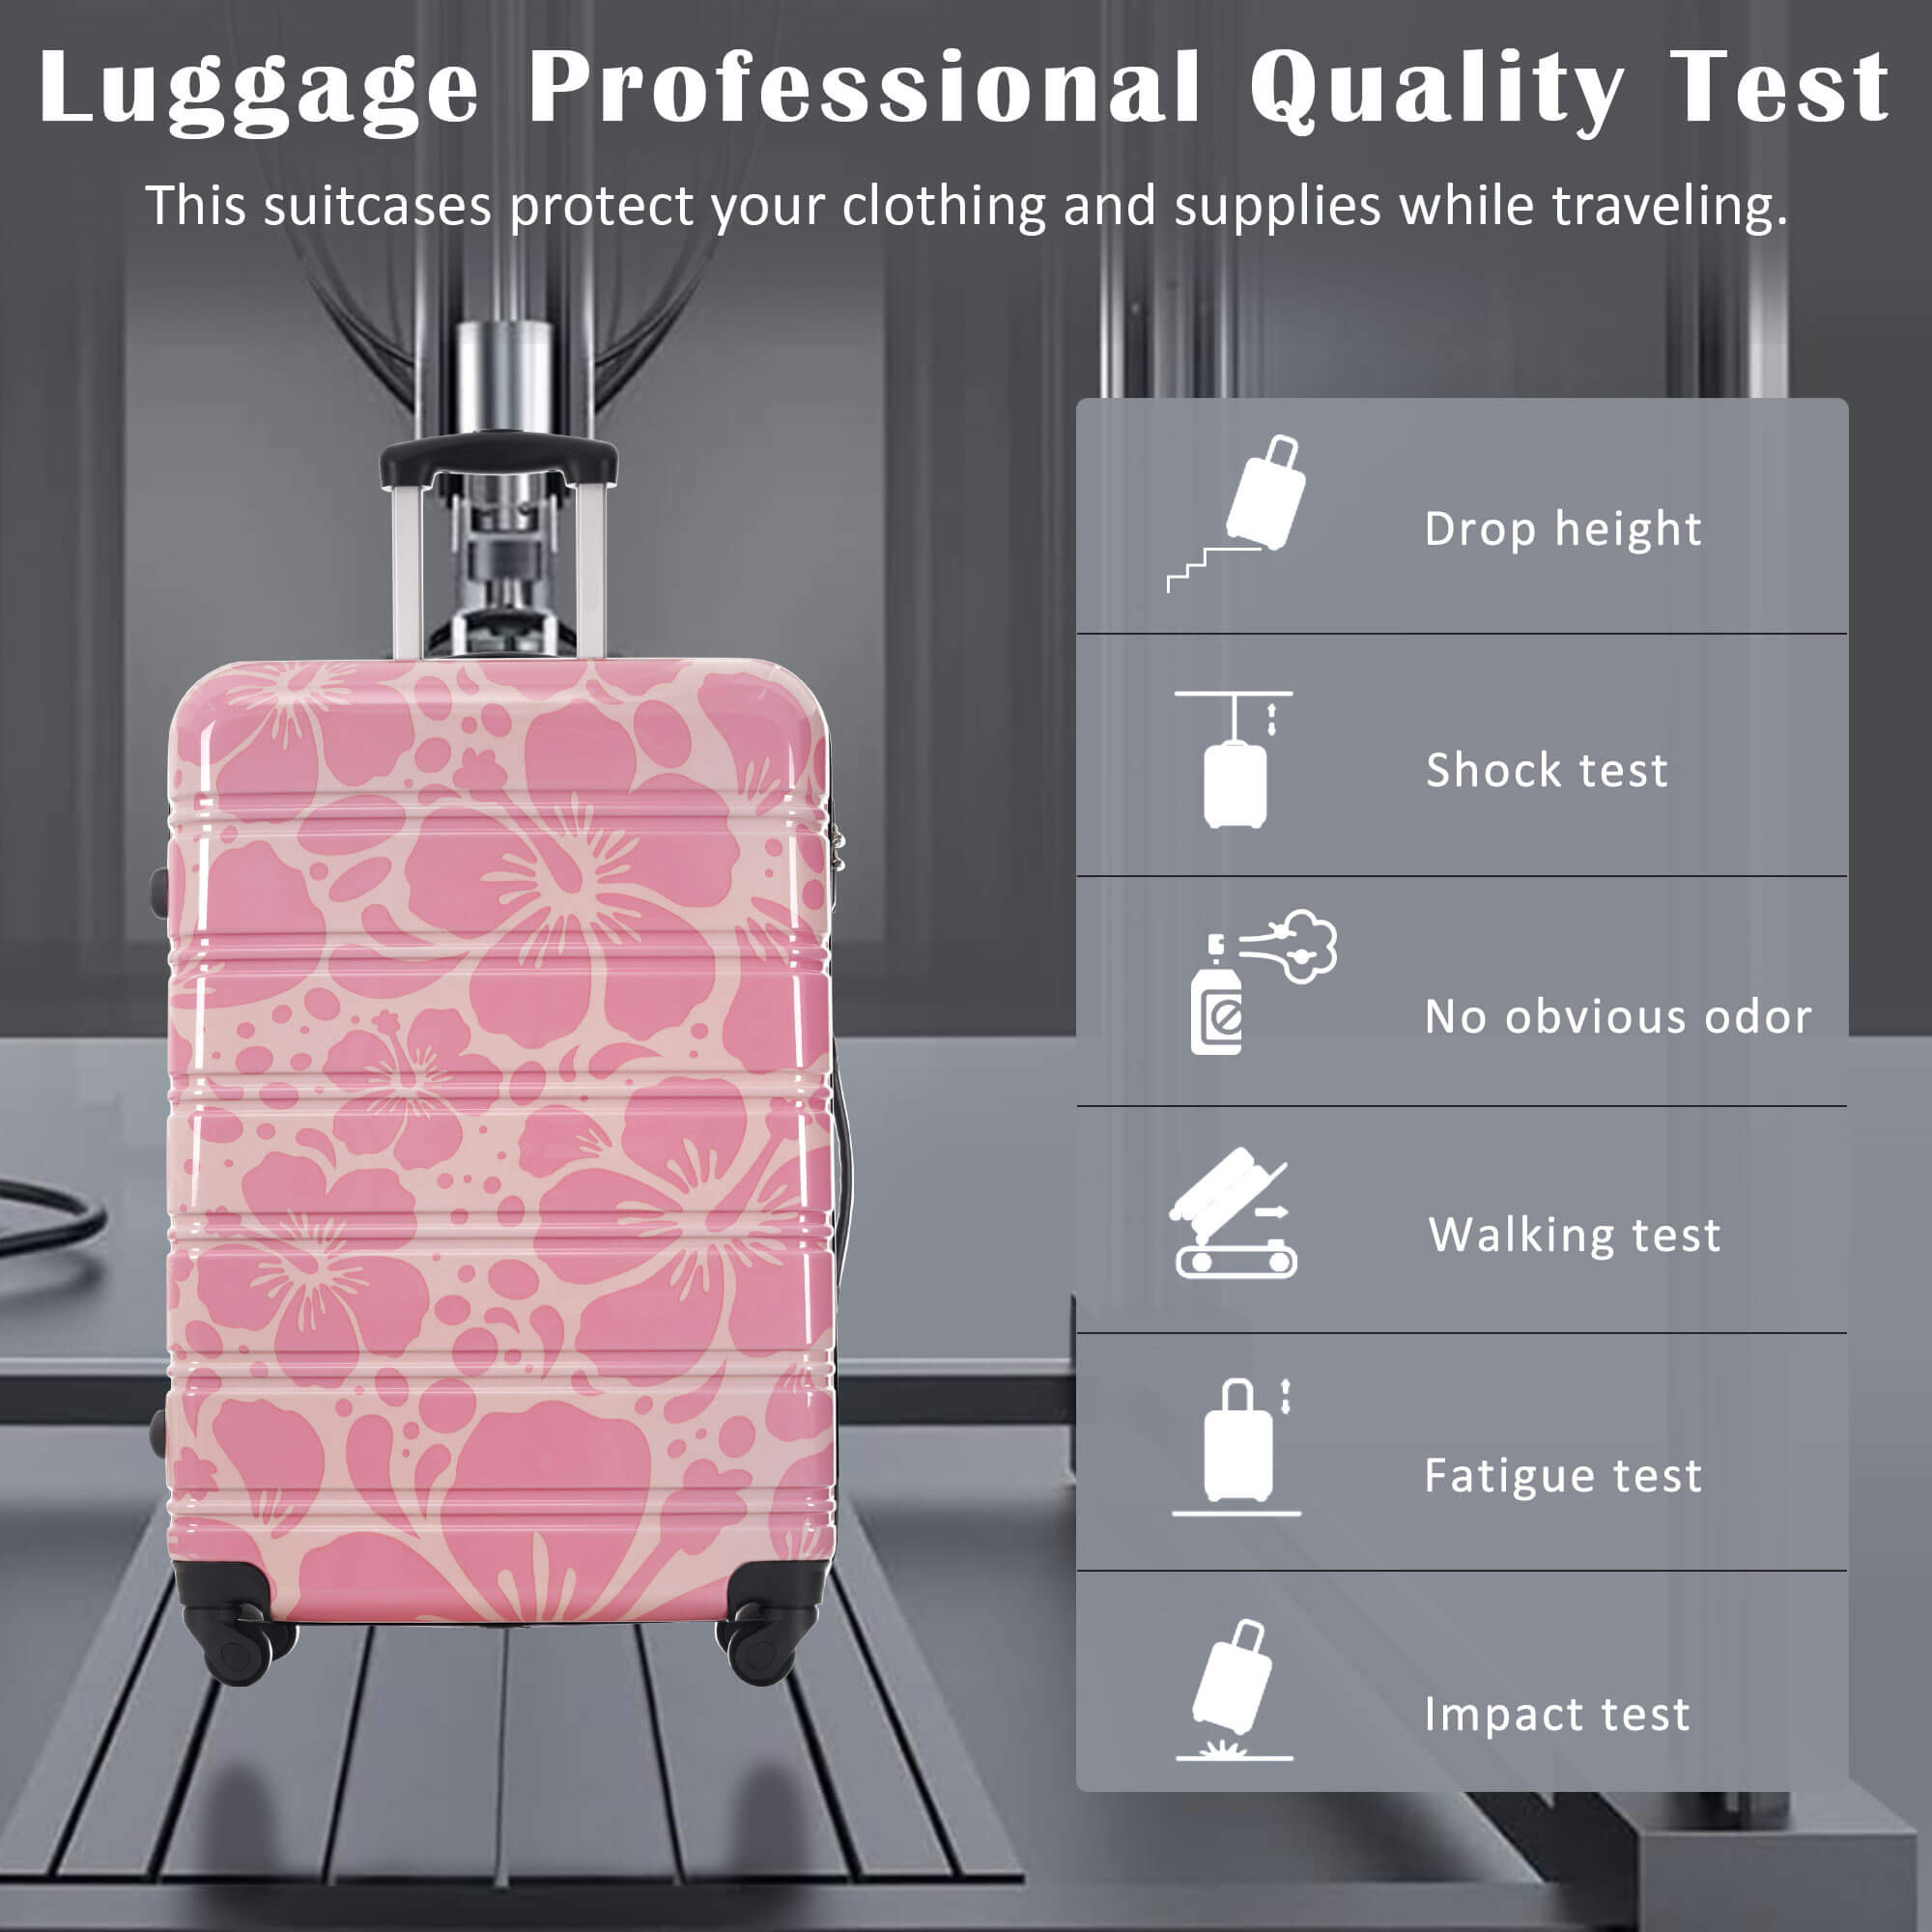 Luggage Professional Quality Test
This suitcases protect your clothing and supplies while traveling.
Drop height
Shock test
No obvious odor
Walking test
Fatigue test
Impact test